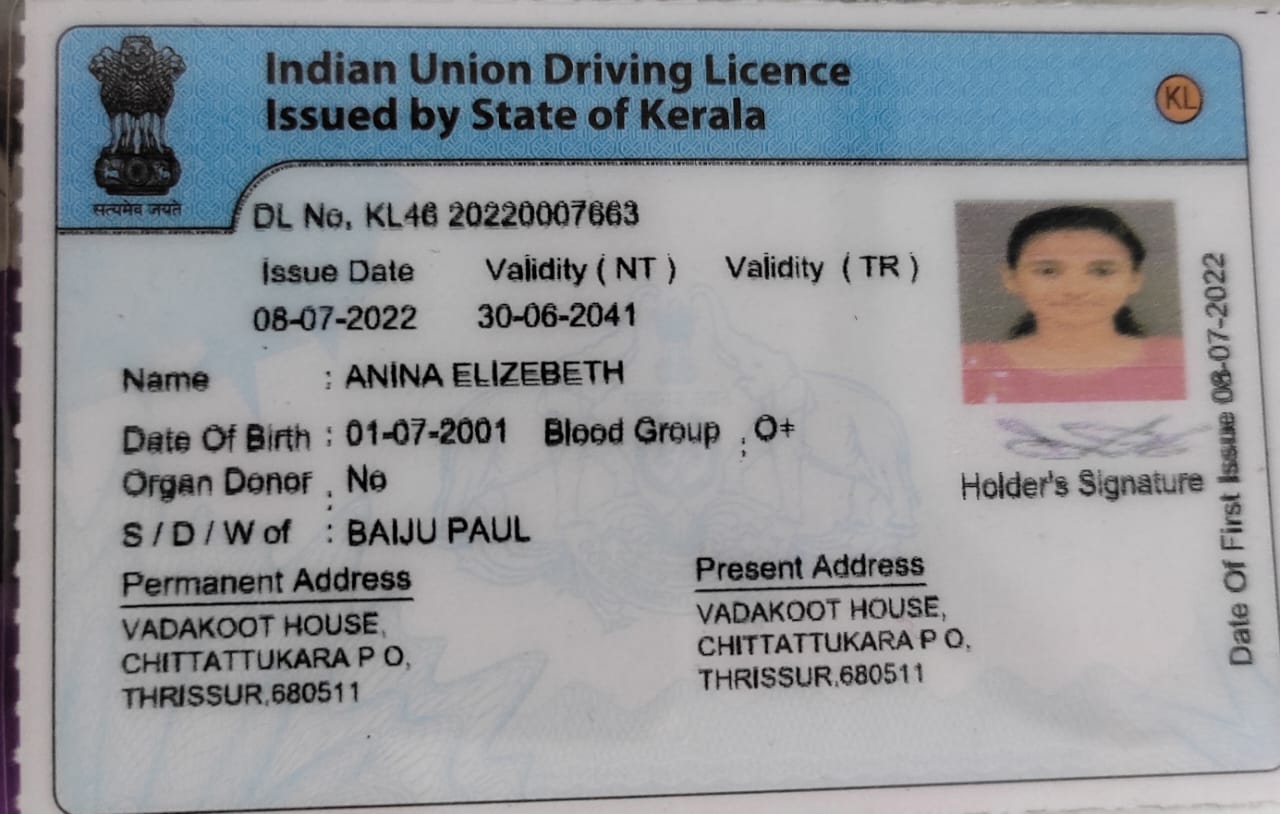 Indian Union Driving Licence
Issued by State of Kerala
KL
सत्यमेव जयते
DL No. KL46 20220007663
Issue Date Validity ( NT ) Validity ( TR )
08-07-2022 30-06-2041
Name : ANINA ELIZEBETH
Date Of Birth : 01-07-2001 Blood Group : O+
Organ Donor : No
S / D / W of : BAIJU PAUL
Holder's Signature
Date Of First Issue 08-07-2022
Permanent Address
VADAKOOT HOUSE,
CHITTATTUKARA P O,
THRISSUR,680511
Present Address
VADAKOOT HOUSE,
CHITTATTUKARA P O,
THRISSUR,680511